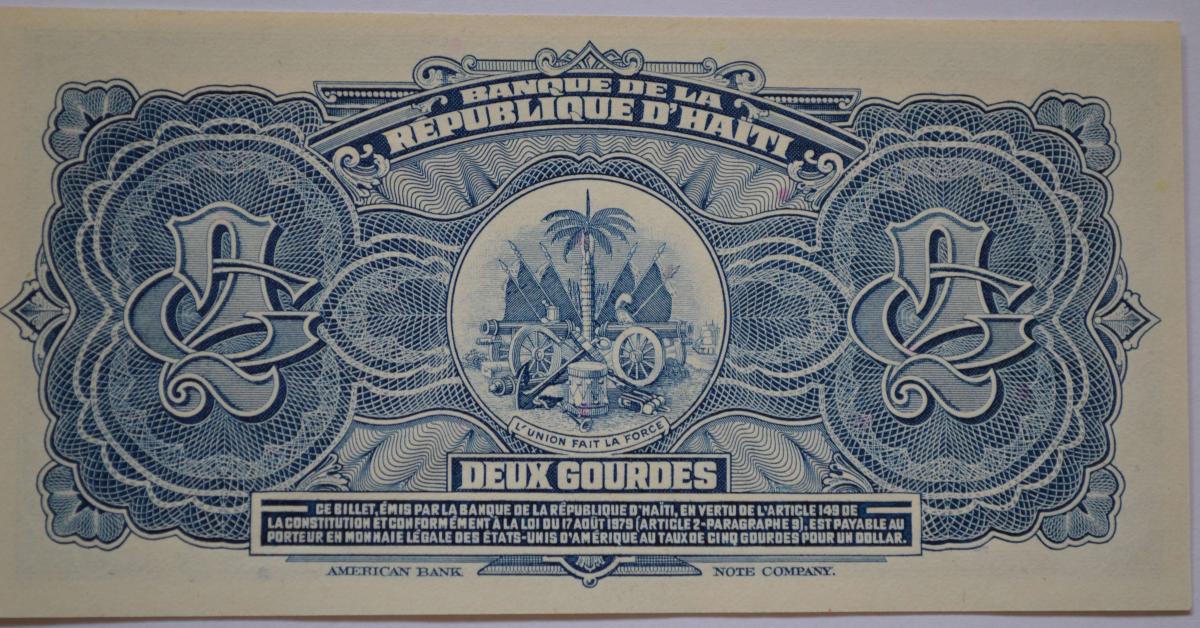 BANQUE DE LA
RÉPUBLIQUE D'HAÏTI
2
2
L'UNION FAIT LA FORCE
DEUX GOURDES
CE BILLET, ÉMIS PAR LA BANQUE DE LA RÉPUBLIQUE D'HAÏTI, EN VERTU DE L'ARTICLE 149 DE
LA CONSTITUTION ET CONFORMÉMENT À LA LOI DU 17 AOÛT 1979 (ARTICLE 2-PARAGRAPHE 9), EST PAYABLE AU
PORTEUR EN MONNAIE LÉGALE DES ÉTATS-UNIS D'AMÉRIQUE AU TAUX DE CINQ GOURDES POUR UN DOLLAR.
AMERICAN BANK NOTE COMPANY.